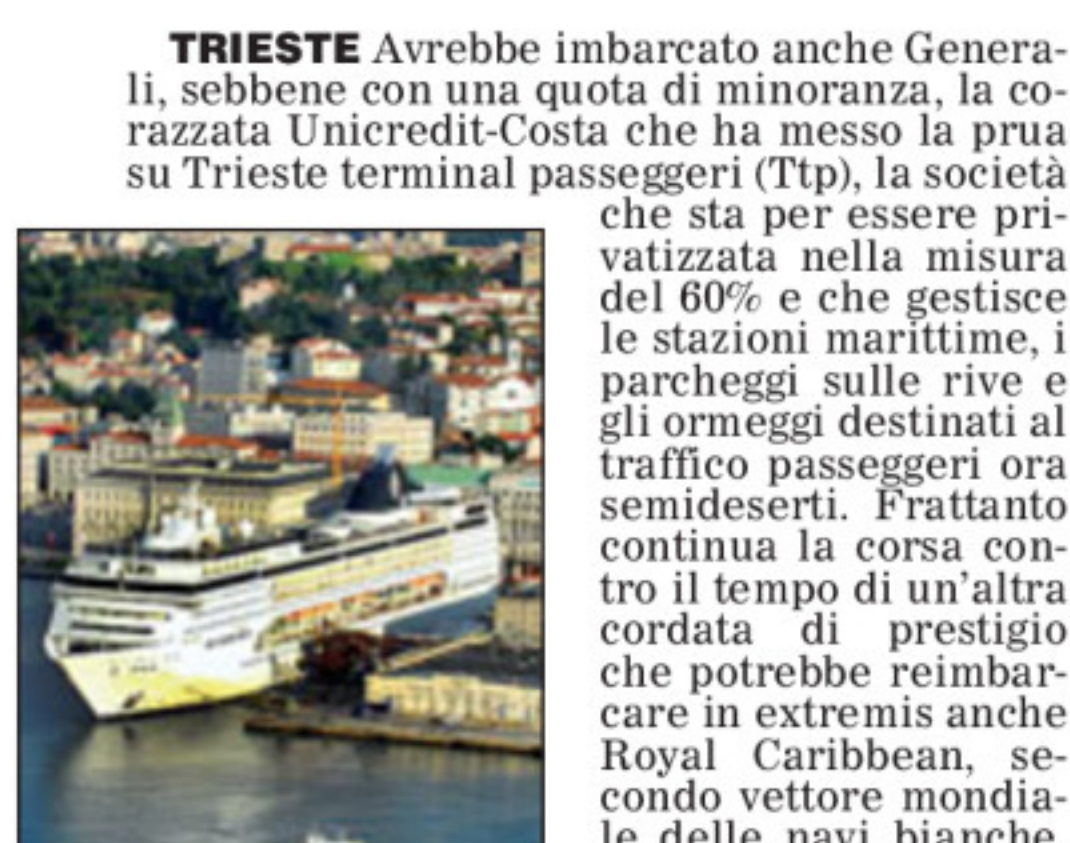 TRIESTE Avrebbe imbarcato anche Genera-
li, sebbene con una quota di minoranza, la co-
razzata Unicredit-Costa che ha messo la prua
su Trieste terminal passeggeri (Ttp), la società
che sta per essere pri-
vatizzata nella misura
del 60% e che gestisce
le stazioni marittime, i
parcheggi sulle rive e
gli ormeggi destinati al
traffico passeggeri ora
semideserti. Frattanto
continua la corsa con-
tro il tempo di un'altra
cordata di prestigio
che potrebbe reimbar-
care in extremis anche
Royal Caribbean, se-
condo vettore mondia-
le delle navi bianche,